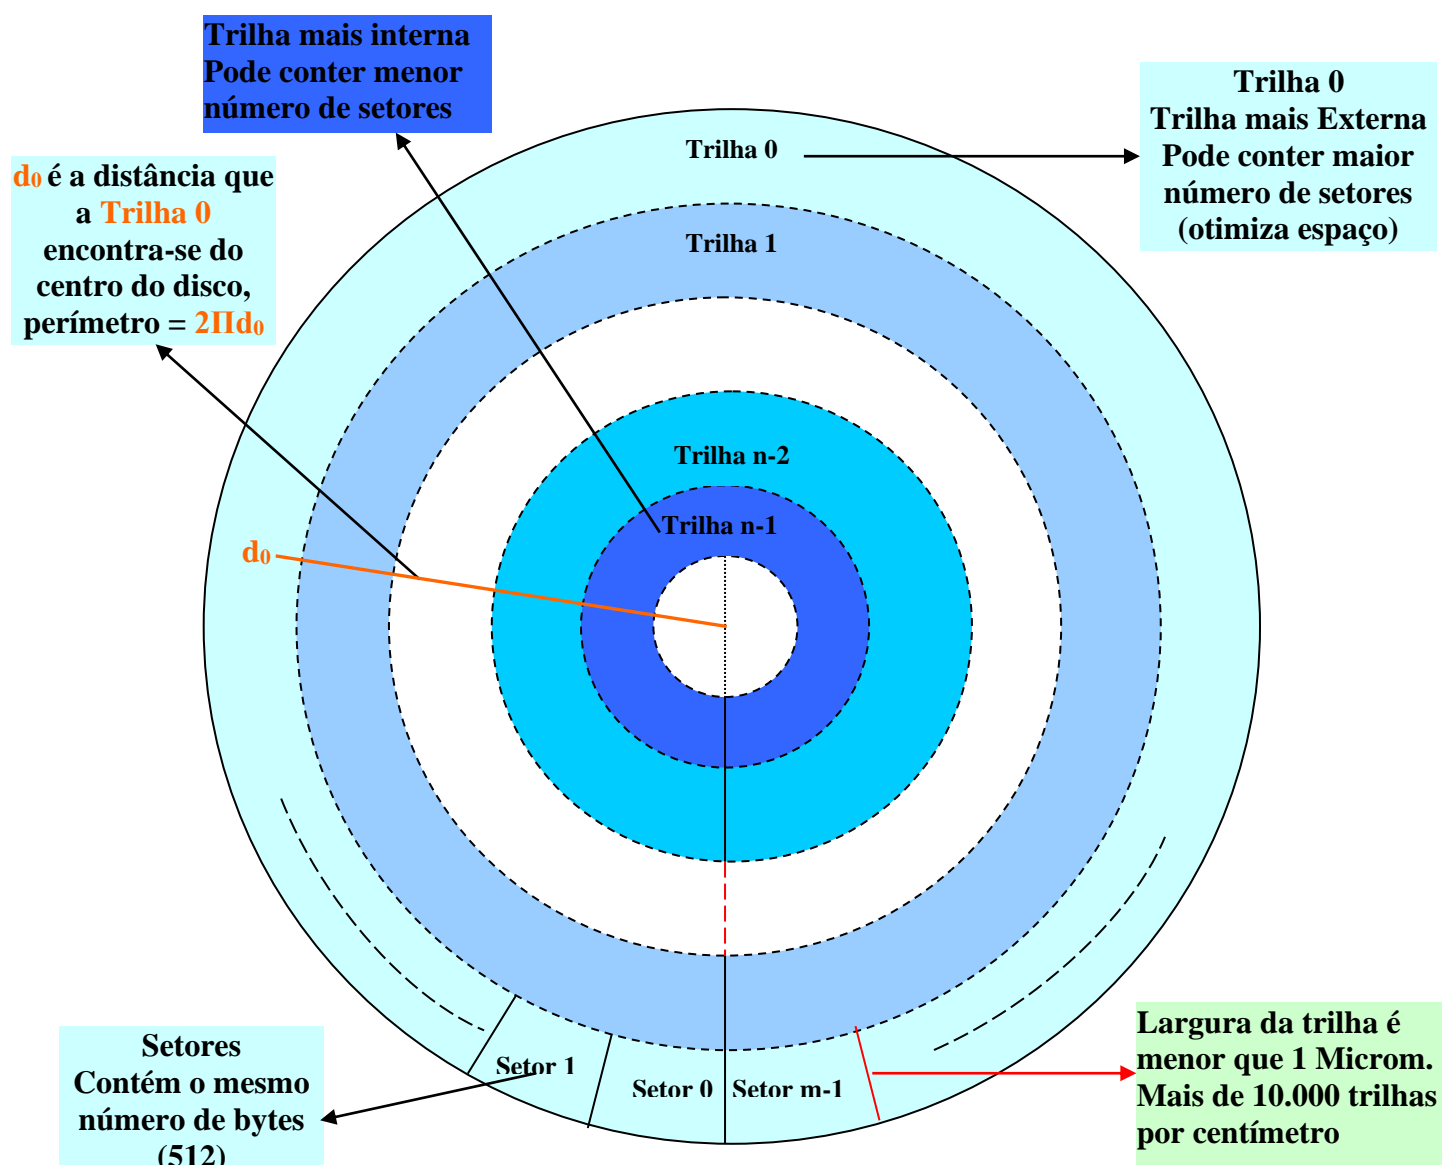 Trilha mais interna
Pode conter menor
número de setores
Trilha 0
Trilha mais Externa
Pode conter maior
número de setores
(otimiza espaço)
d0 é a distância que
a Trilha 0
encontra-se do
centro do disco,
perímetro = 2Πd0
Trilha 0
Trilha 1
Trilha n-2
Trilha n-1
d0
Setor 1
Setor 0
Setor m-1
Setores
Contém o mesmo
número de bytes
(512)
Largura da trilha é
menor que 1 Microm.
Mais de 10.000 trilhas
por centímetro